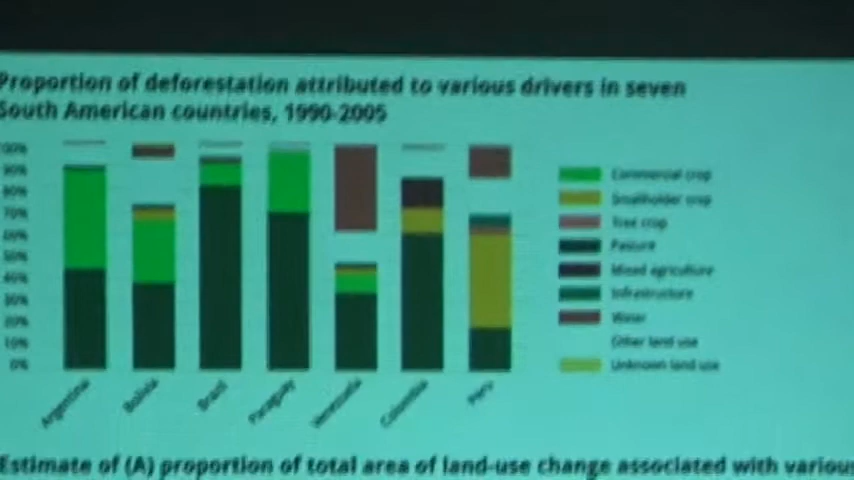 Proportion of deforestation attributed to various drivers in seven
South American countries, 1990-2005
100%
90%
80%
70%
60%
50%
40%
30%
20%
10%
0%
Argentina
Bolivia
Brazil
Paraguay
Venezuela
Colombia
Peru
Commercial crop
Smallholder crop
Tree crop
Pasture
Mixed agriculture
Infrastructure
Water
Other land use
Unknown land use
Estimate of (A) proportion of total area of land-use change associated with various